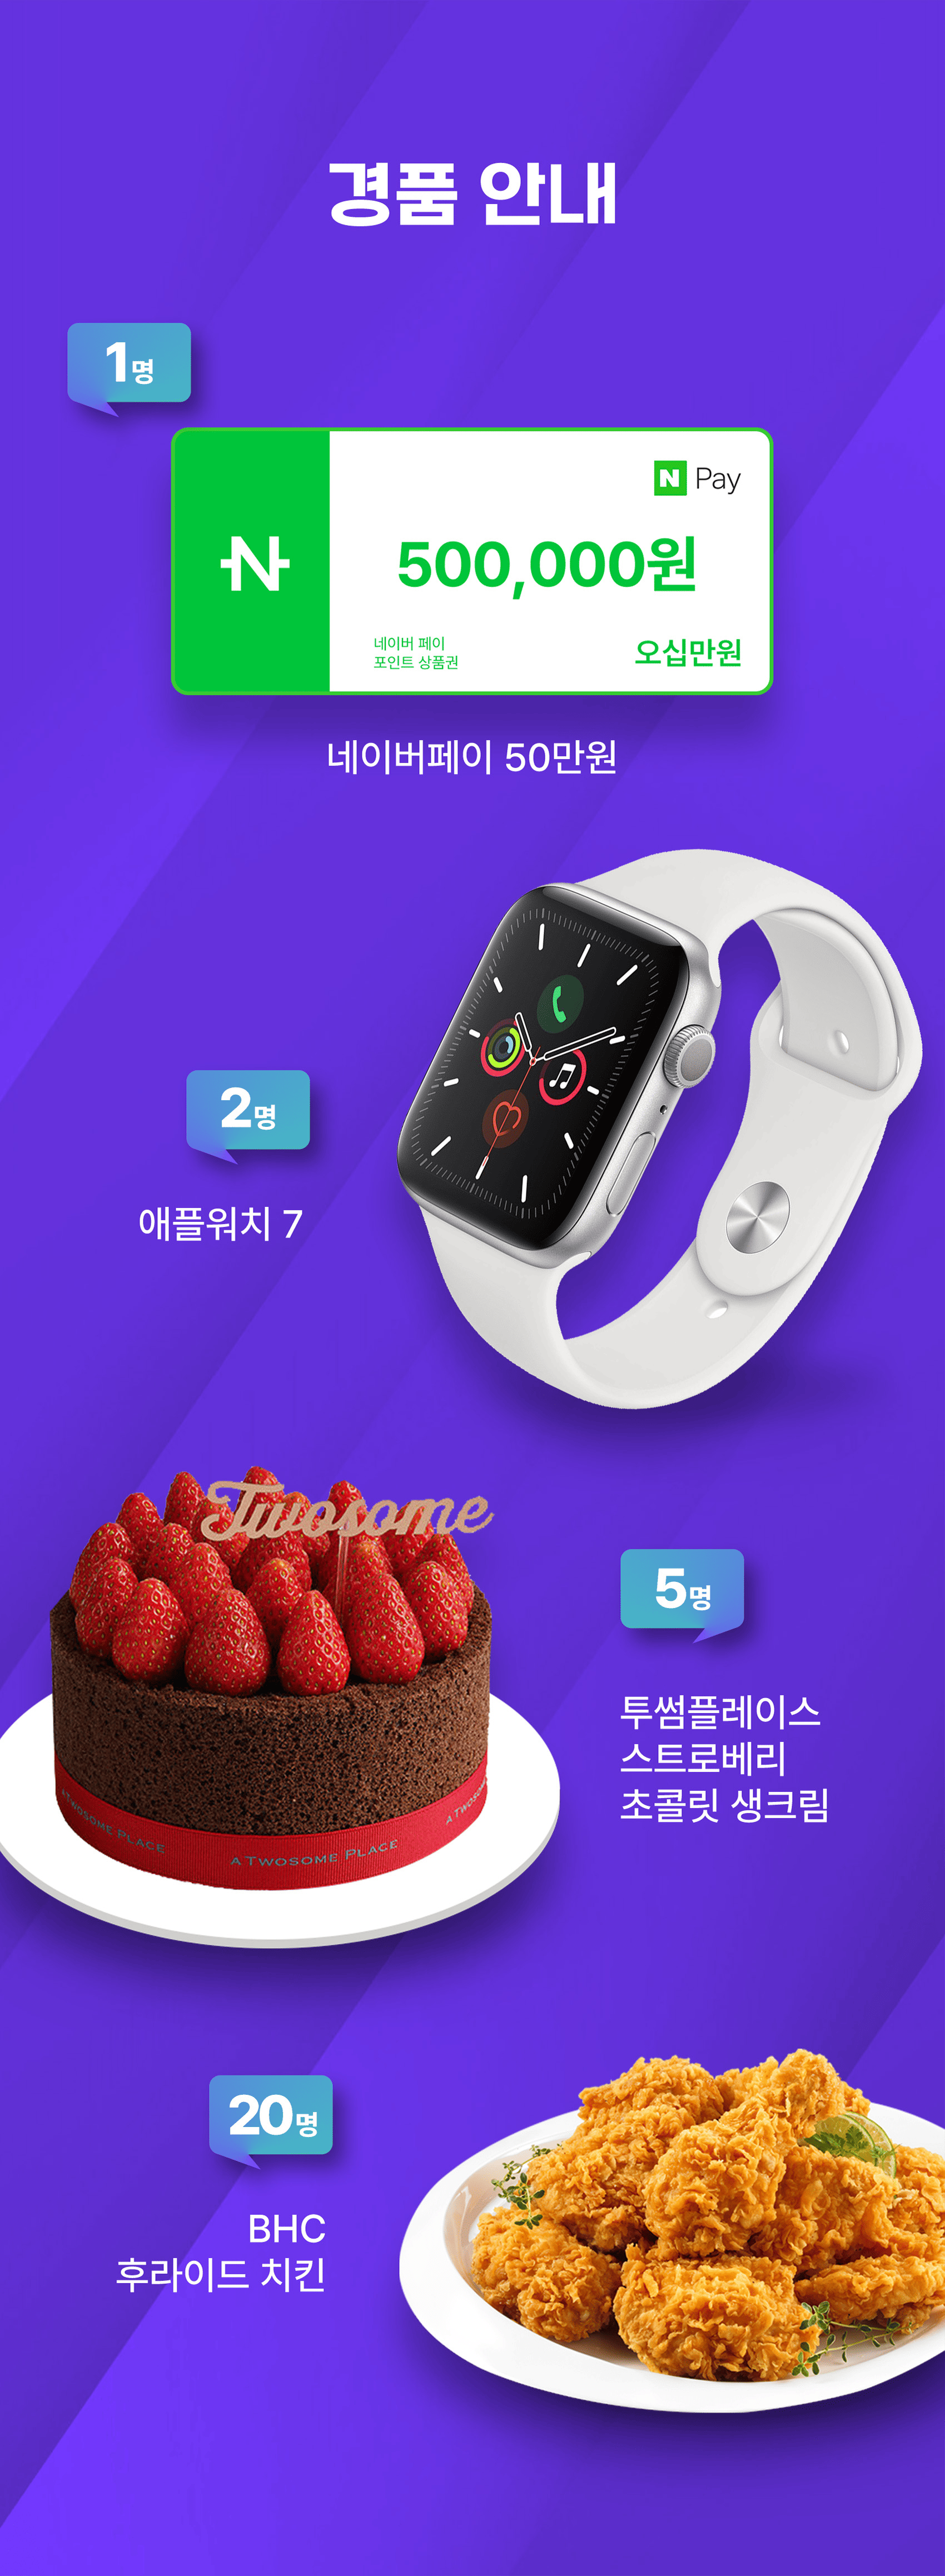 경품 안내
1명
N Pay
500,000원
네이버 페이
포인트 상품권
오십만원
네이버페이 50만원
2명
애플워치 7
Twosome
5명
투썸플레이스
스트로베리
초콜릿 생크림
A TWOSOME PLACE
A TWOSOME PLACE
A TWOSO
20명
BHC
후라이드 치킨